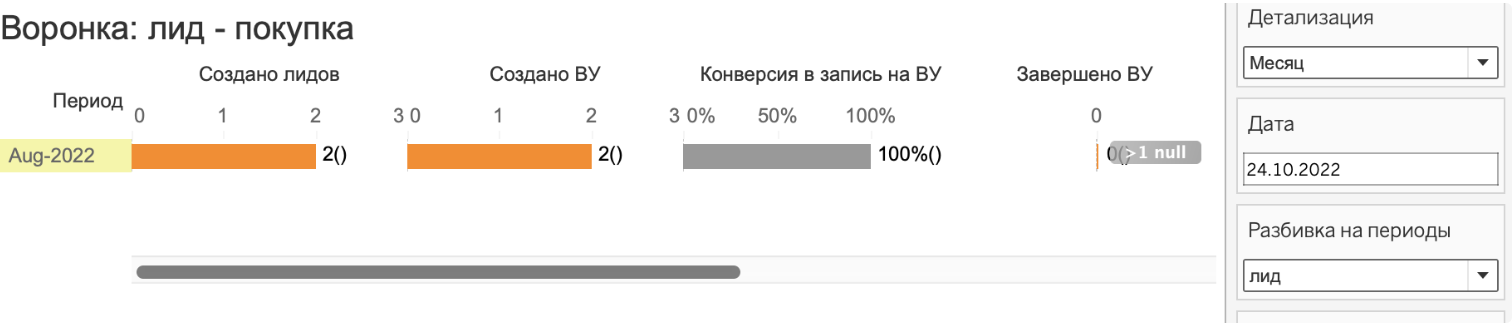 Воронка: лид - покупка
Создано лидов Создано ВУ Конверсия в запись на ВУ Завершено ВУ
Период 0 1 2 3 0 1 2 3 0% 50% 100% 0
Aug-2022 2() 2() 100%() 0() >1 null
Детализация
Месяц
Дата
24.10.2022
Разбивка на периоды
лид